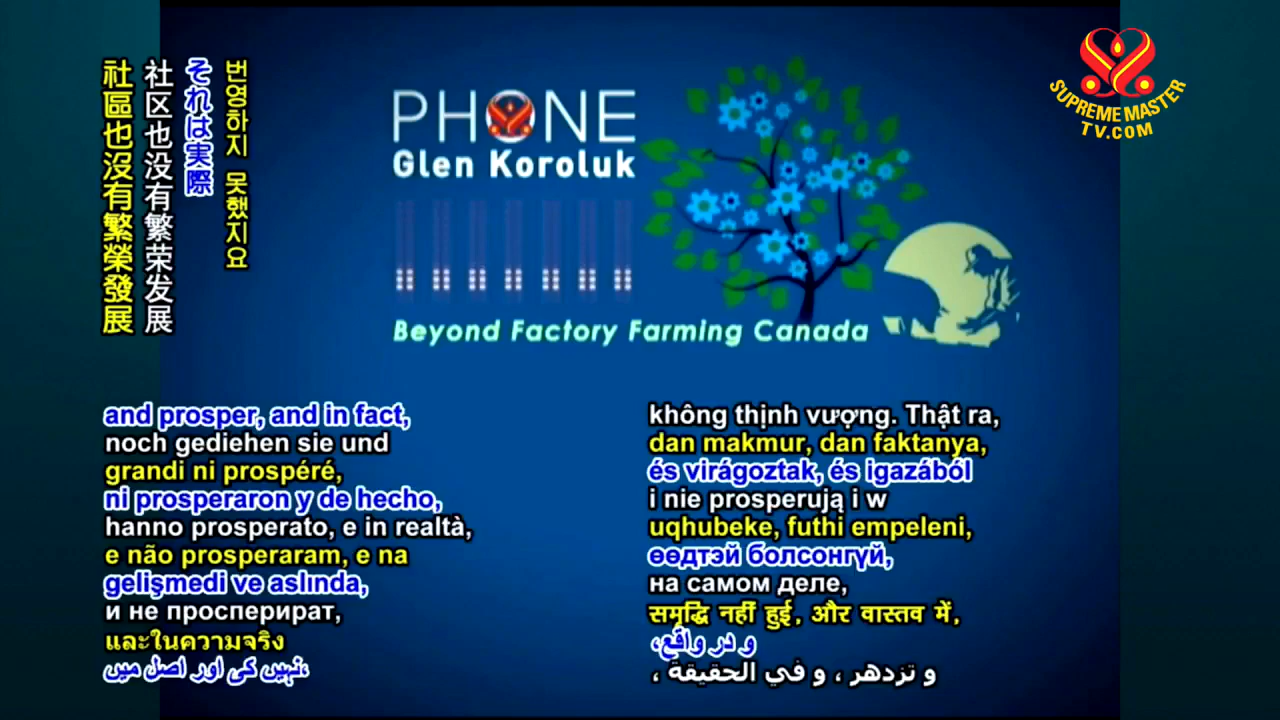 社區也沒有繁榮發展
社区也没有繁荣发展
それは実際
번영하지 못했지요
PHONE
Glen Koroluk
Beyond Factory Farming Canada
SUPREME MASTER
TV.COM
and prosper, and in fact,
noch gediehen sie und
grandi ni prospéré,
ni prosperaron y de hecho,
hanno prosperato, e in realtà,
e não prosperaram, e na
gelişmedi ve aslında,
и не просперират,
และในความจริง
نہیں کی اور اصل میں،
không thịnh vượng. Thật ra,
dan makmur, dan faktanya,
és virágoztak, és igazából
i nie prosperują i w
uqhubeke, futhi empeleni,
өөдтэй болсонгүй,
на самом деле,
समृद्धि नहीं हुई, और वास्तव में,
و در واقع،
و تزدهر ، و في الحقيقة ،